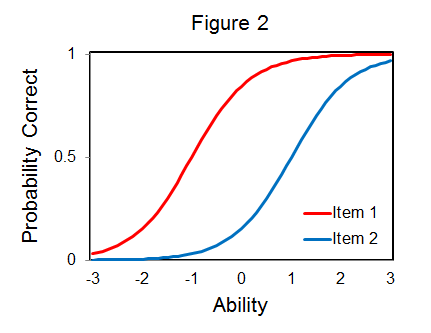 Figure 2
Probability Correct
1
0.5
0
Item 1
Item 2
-3 -2 -1 0 1 2 3
Ability